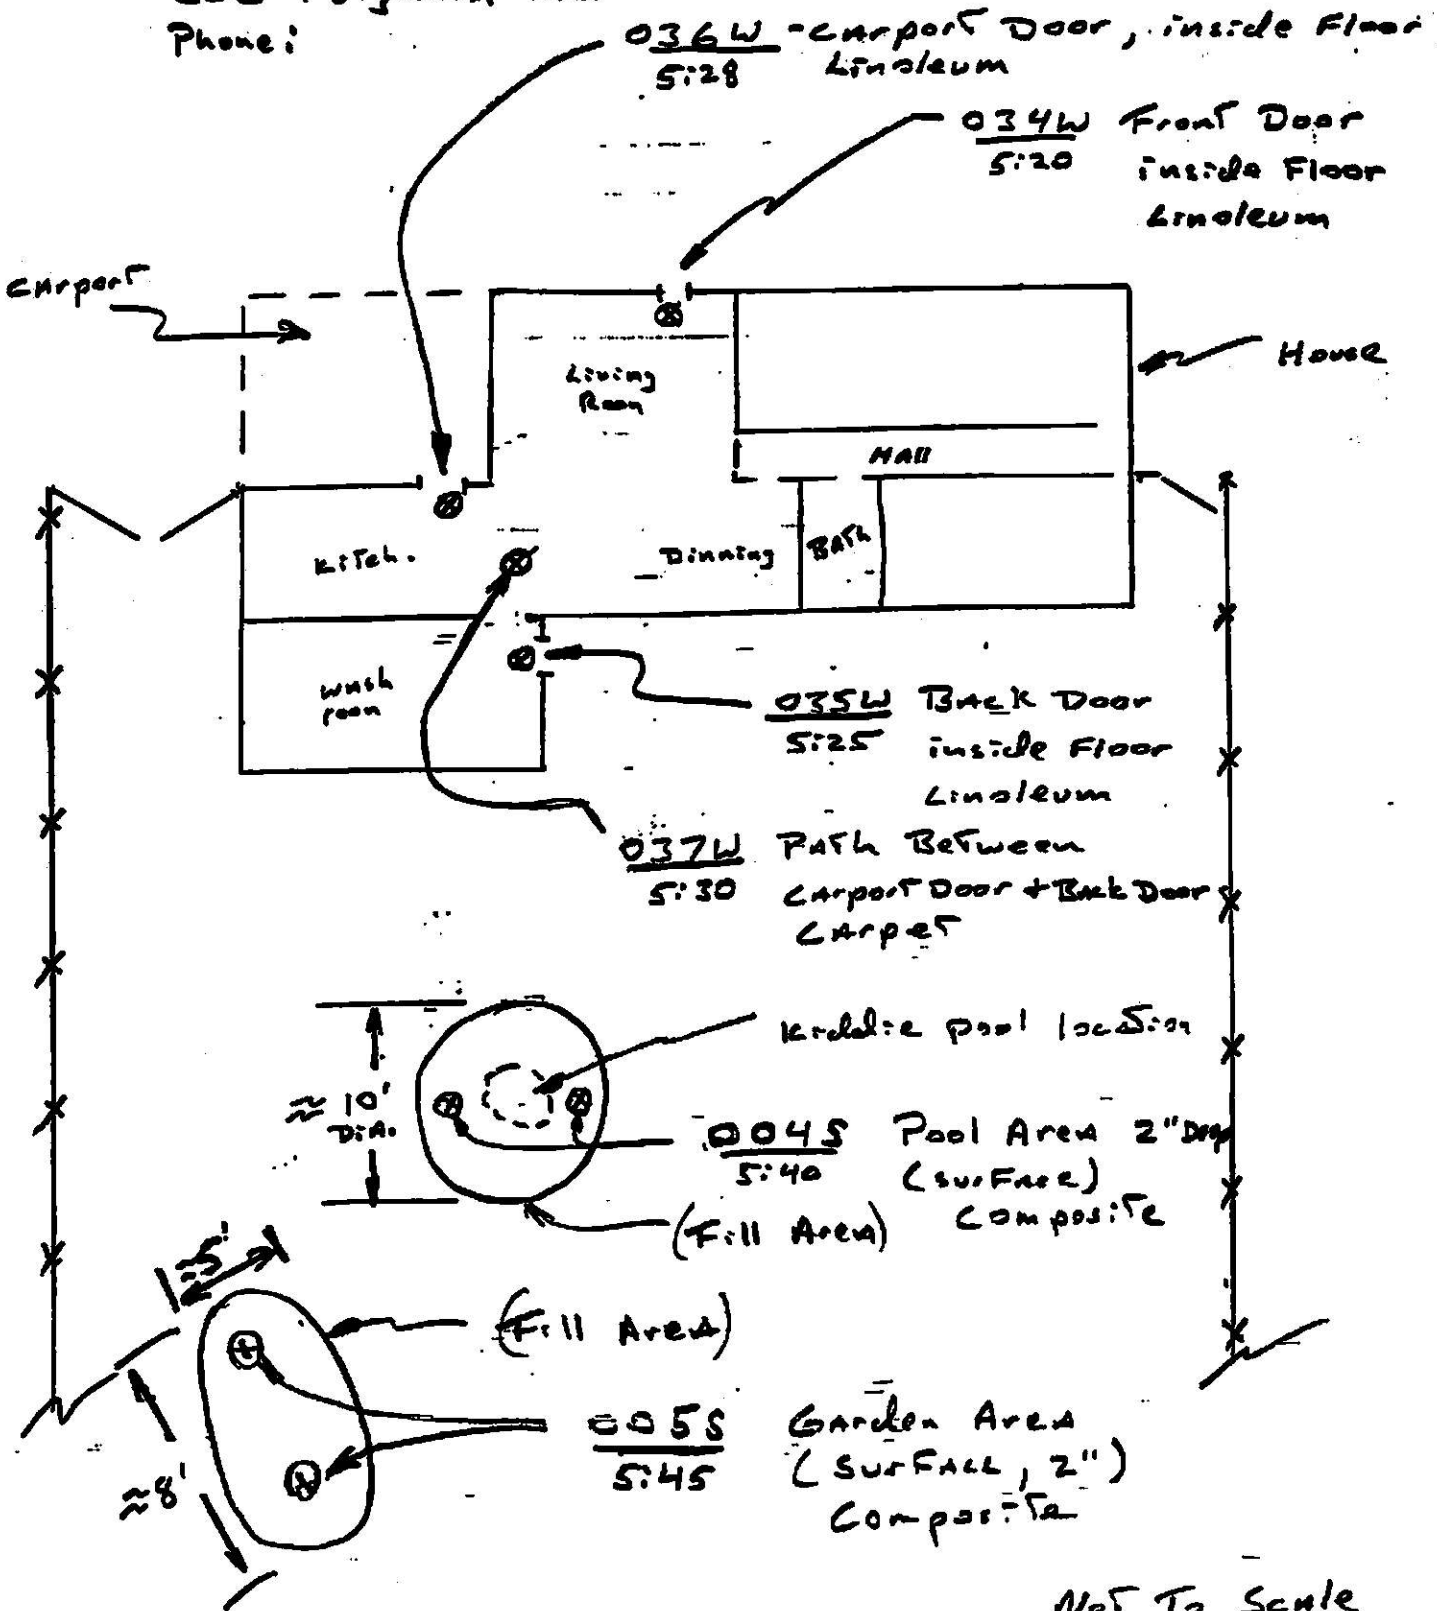 Phone:
036W - Carport Door, inside Floor
5:28 Linoleum
034W Front Door
5:20 inside Floor
Linoleum
Carport
House
Living
Room
Hall
Kitch.
Dinning
Bath
Wash
room
035W Back Door
5:25 inside Floor
Linoleum
037W Path Between
5:30 Carport Door + Back Door
Carpet
Kiddie pool location
≈ 10'
DIA.
004S Pool Area 2" Deep
5:40 (surface)
Composite
(Fill Area)
≈5'
(Fill Area)
005S Garden Area
5:45 (Surface, 2")
Composite
≈8'
Not To Scale